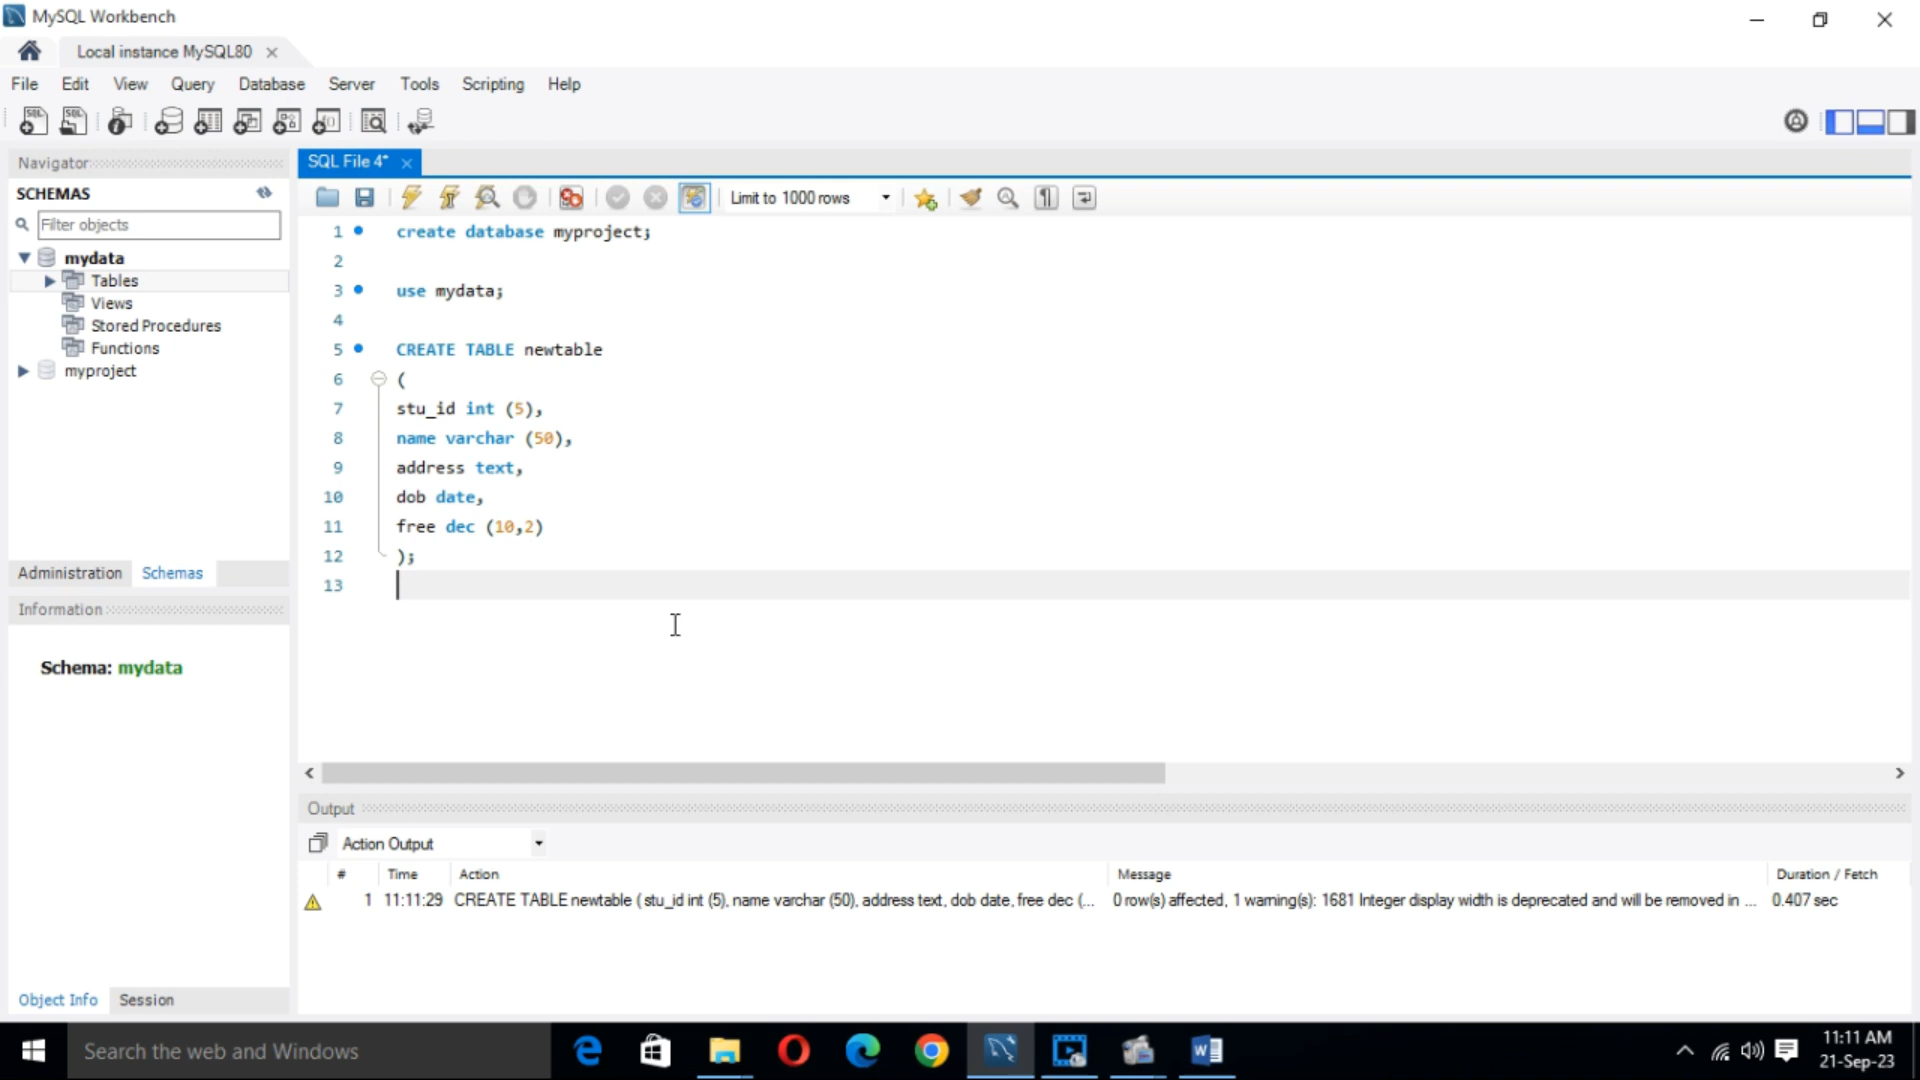 MySQL Workbench
Local instance MySQL80
File Edit View Query Database Server Tools Scripting Help
Navigator
SCHEMAS
Filter objects
mydata
Tables
Views
Stored Procedures
Functions
myproject
Administration Schemas
Information
Schema: mydata
Object Info Session
SQL File 4*
Limit to 1000 rows
1 create database myproject;
2
3 use mydata;
4
5 CREATE TABLE newtable
6 (
7 stu_id int (5),
8 name varchar (50),
9 address text,
10 dob date,
11 free dec (10,2)
12 );
13
Output
Action Output
# Time Action Message Duration / Fetch
1 11:11:29 CREATE TABLE newtable ( stu_id int (5), name varchar (50), address text, dob date, free dec (... 0 row(s) affected, 1 warning(s): 1681 Integer display width is deprecated and will be removed in ... 0.407 sec
Search the web and Windows
11:11 AM
21-Sep-23